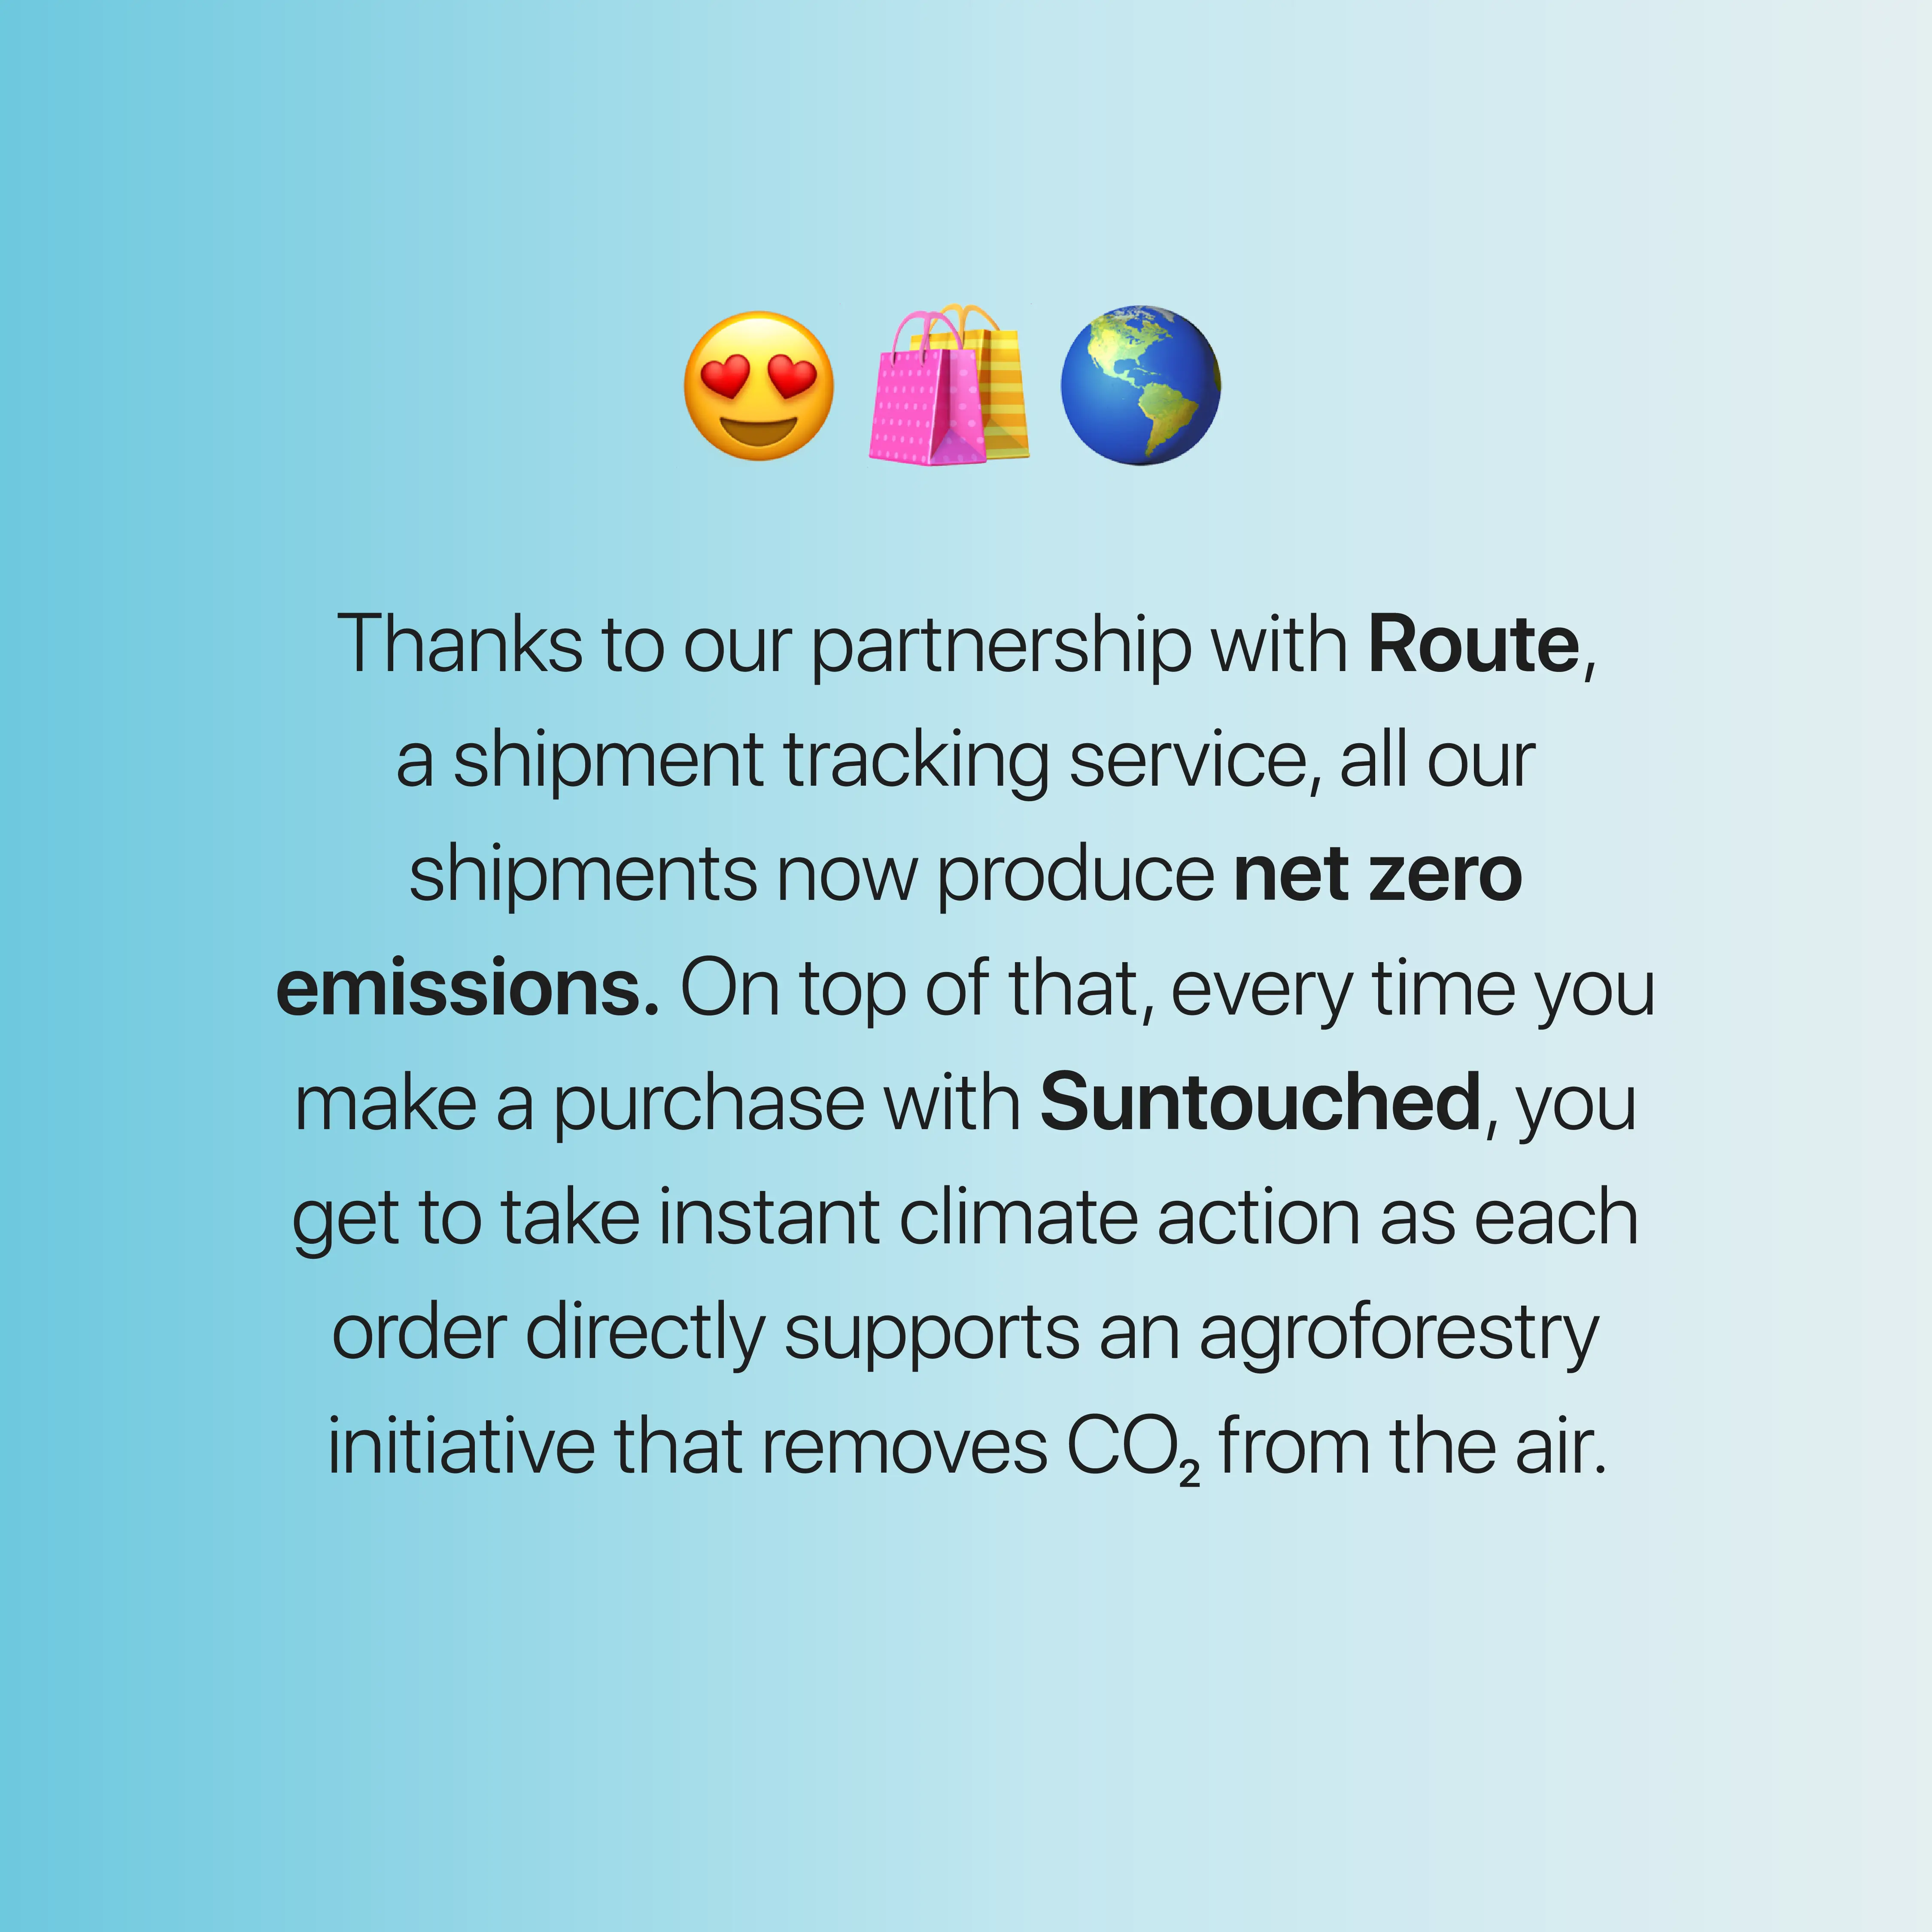 Thanks to our partnership with Route,
a shipment tracking service, all our
shipments now produce net zero
emissions. On top of that, every time you
make a purchase with Suntouched, you
get to take instant climate action as each
order directly supports an agroforestry
initiative that removes CO₂ from the air.